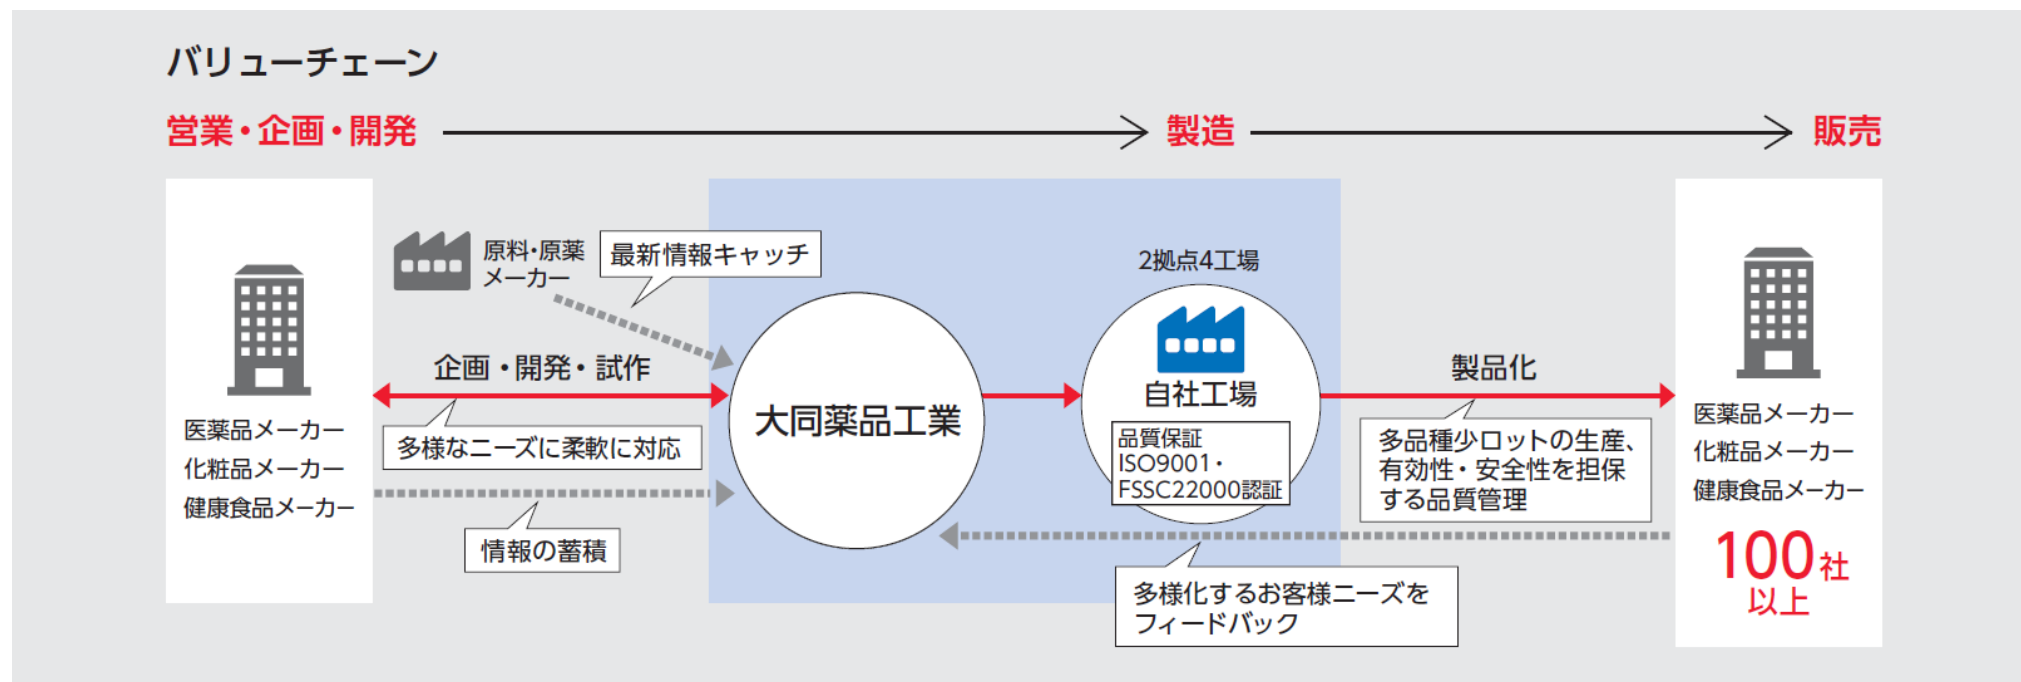 バリューチェーン
営業・企画・開発
製造
販売
原料・原薬
メーカー
最新情報キャッチ
2拠点4工場
企画・開発・試作
多様なニーズに柔軟に対応
医薬品メーカー
化粧品メーカー
健康食品メーカー
情報の蓄積
大同薬品工業
自社工場
品質保証
ISO9001・
FSSC22000認証
製品化
多品種少ロットの生産、
有効性・安全性を担保
する品質管理
多様化するお客様ニーズを
フィードバック
医薬品メーカー
化粧品メーカー
健康食品メーカー
100社
以上